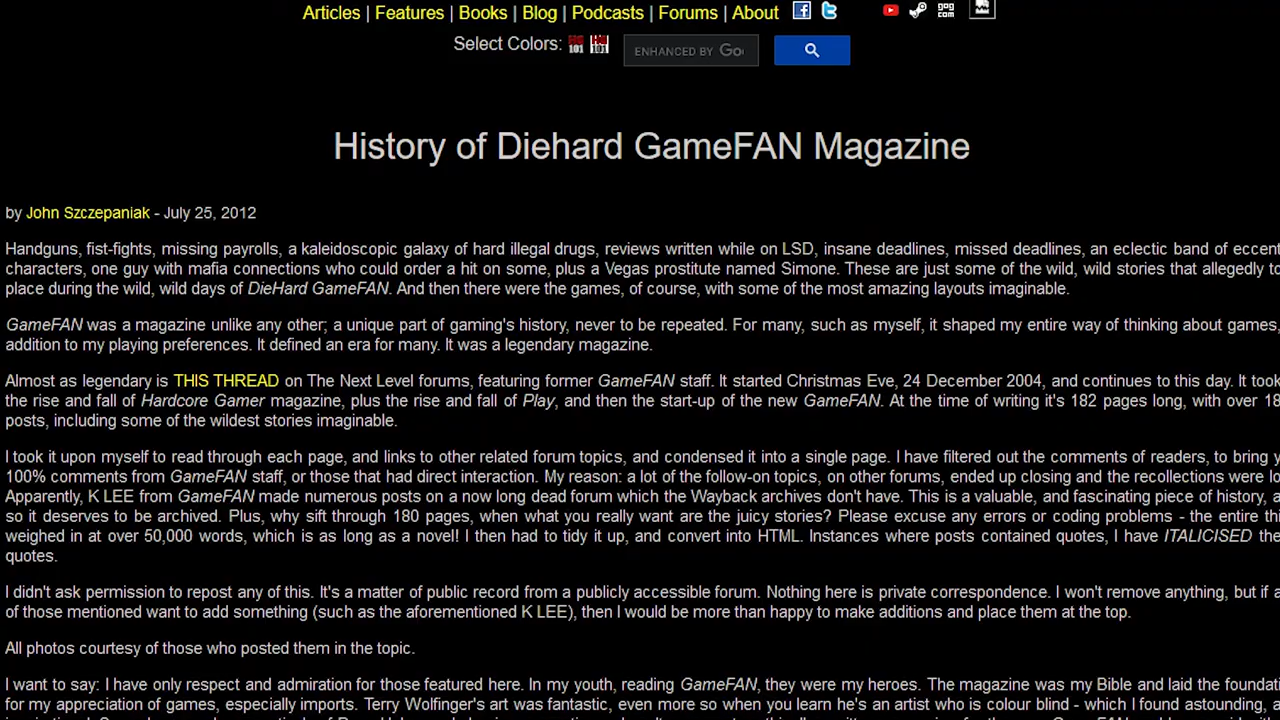 Articles | Features | Books | Blog | Podcasts | Forums | About
Select Colors:
ENHANCED BY Go
History of Diehard GameFAN Magazine
by John Szczepaniak - July 25, 2012
Handguns, fist-fights, missing payrolls, a kaleidoscopic galaxy of hard illegal drugs, reviews written while on LSD, insane deadlines, missed deadlines, an eclectic band of
characters, one guy with mafia connections who could order a hit on some, plus a Vegas prostitute named Simone. These are just some of the wild, wild stories that allegedly
place during the wild, wild days of DieHard GameFAN. And then there were the games, of course, with some of the most amazing layouts imaginable.
GameFAN was a magazine unlike any other; a unique part of gaming's history, never to be repeated. For many, such as myself, it shaped my entire way of thinking about games,
addition to my playing preferences. It defined an era for many. It was a legendary magazine.
Almost as legendary is THIS THREAD on The Next Level forums, featuring former GameFAN staff. It started Christmas Eve, 24 December 2004, and continues to this day. It took
the rise and fall of Hardcore Gamer magazine, plus the rise and fall of Play, and then the start-up of the new GameFAN. At the time of writing it's 182 pages long, with over 18
posts, including some of the wildest stories imaginable.
I took it upon myself to read through each page, and links to other related forum topics, and condensed it into a single page. I have filtered out the comments of readers, to bring
100% comments from GameFAN staff, or those that had direct interaction. My reason: a lot of the follow-on topics, on other forums, ended up closing and the recollections were
Apparently, K LEE from GameFAN made numerous posts on a now long dead forum which the Wayback archives don't have. This is a valuable, and fascinating piece of history,
so it deserves to be archived. Plus, why sift through 180 pages, when what you really want are the juicy stories? Please excuse any errors or coding problems - the entire
weighed in at over 50,000 words, which is as long as a novel! I then had to tidy it up, and convert into HTML. Instances where posts contained quotes, I have ITALICISED the
quotes.
I didn't ask permission to repost any of this. It's a matter of public record from a publicly accessible forum. Nothing here is private correspondence. I won't remove anything, but if
of those mentioned want to add something (such as the aforementioned K LEE), then I would be more than happy to make additions and place them at the top.
All photos courtesy of those who posted them in the topic.
I want to say: I have only respect and admiration for those featured here. In my youth, reading GameFAN, they were my heroes. The magazine was my Bible and laid the
for my appreciation of games, especially imports. Terry Wolfinger's art was fantastic, even more so when you learn he's an artist who is colour blind - which I found astounding,